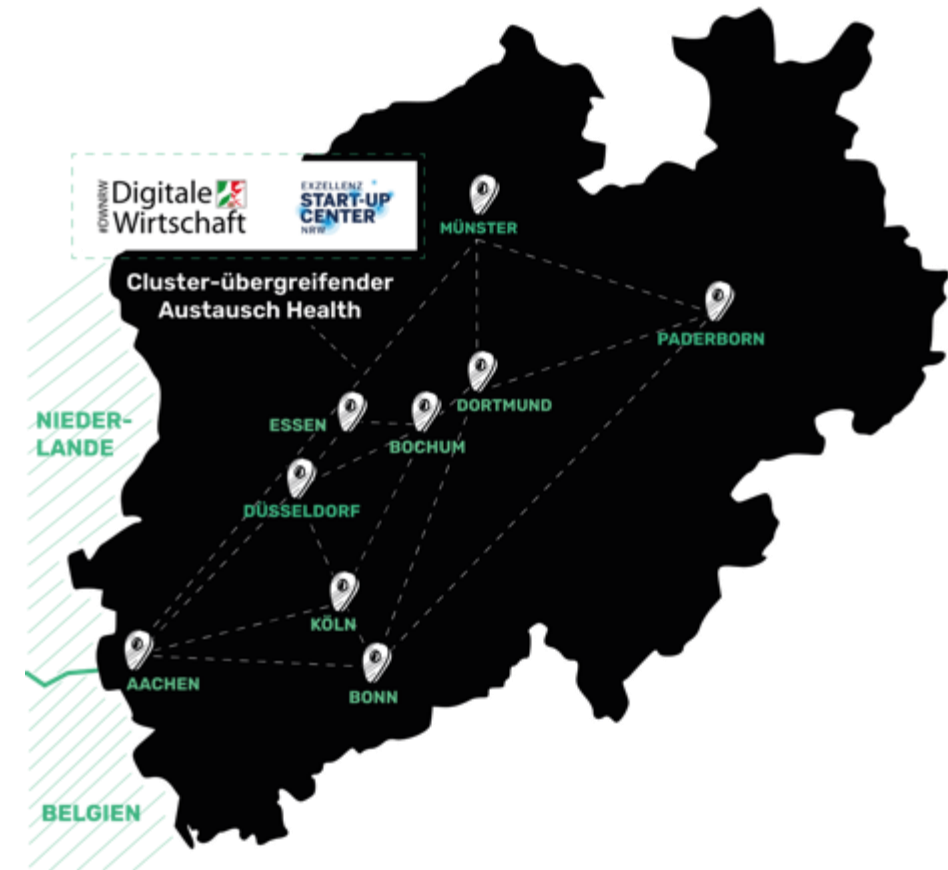 #DWNRW
Digitale
Wirtschaft
EXZELLENZ
START-UP
CENTER
NRW
MÜNSTER
Cluster-übergreifender
Austausch Health
PADERBORN
DORTMUND
ESSEN
BOCHUM
NIEDER-
LANDE
DÜSSELDORF
KÖLN
AACHEN
BONN
BELGIEN